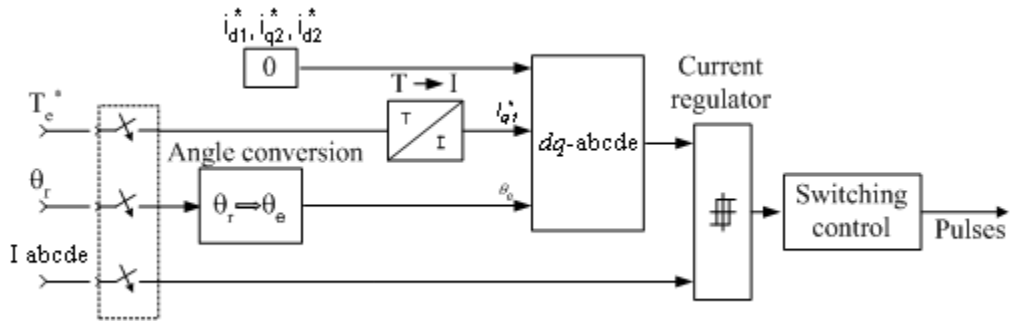 i*d1, i*q2, i*d2
0
T → I
Current
regulator
Te*
T
I
i*q1
dq-abcde
Angle conversion
θr
θr ⇒ θe
θe
Switching
control
Pulses
I abcde